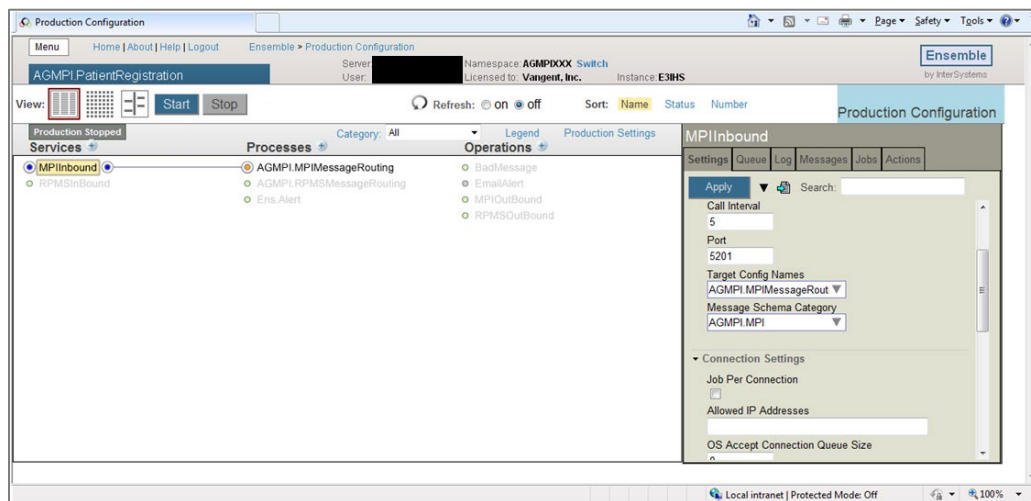 Production Configuration
Page Safety Tools
Menu Home | About | Help | Logout Ensemble > Production Configuration
Server: Namespace: AGMPIXXX Switch
User: Licensed to: Vangent, Inc. Instance: E3IHS
Ensemble
by InterSystems
AGMPI.PatientRegistration
View: Start Stop Refresh: on off Sort: Name Status Number
Production Configuration
Production Stopped
Category: All Legend Production Settings
Services Processes Operations
MPIInbound AGMPI.MPIMessageRouting BadMessage
RPMSInBound AGMPI.RPMSMessageRouting EmailAlert
Ens.Alert MPIOutBound
RPMSOutBound
MPIInbound
Settings Queue Log Messages Jobs Actions
Apply Search:
Call Interval
5
Port
5201
Target Config Names
AGMPI.MPIMessageRout
Message Schema Category
AGMPI.MPI
Connection Settings
Job Per Connection
Allowed IP Addresses
OS Accept Connection Queue Size
Local intranet | Protected Mode: Off 100%